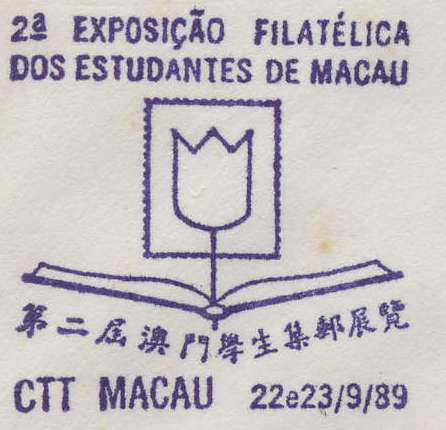 2ª EXPOSIÇÃO FILATÉLICA
DOS ESTUDANTES DE MACAU
第二屆澳門學生集郵展覽
CTT MACAU 22e23/9/89